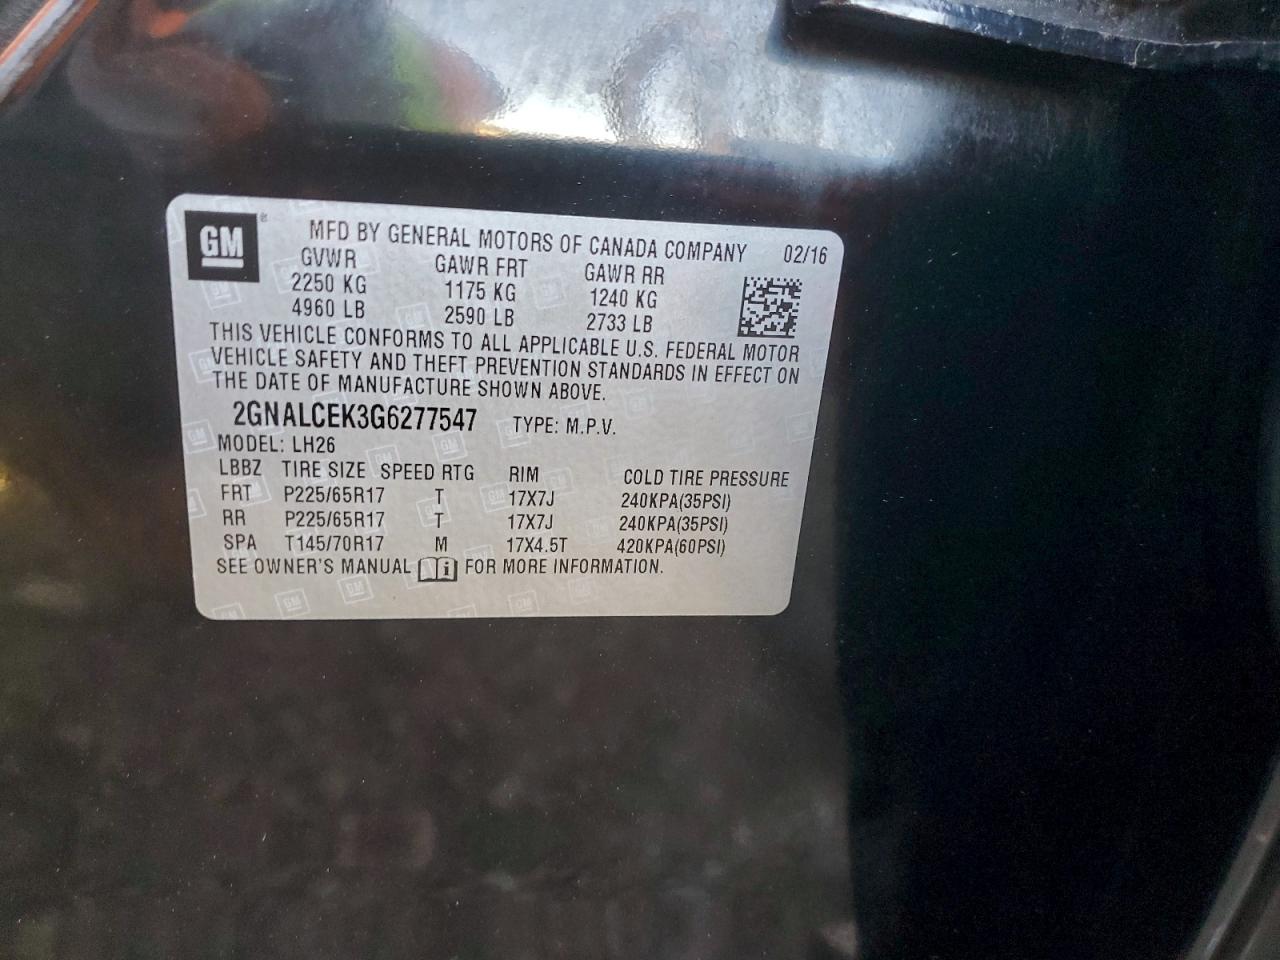 GM ® MFD BY GENERAL MOTORS OF CANADA COMPANY 02/16
GVWR GAWR FRT GAWR RR
2250 KG 1175 KG 1240 KG
4960 LB 2590 LB 2733 LB
THIS VEHICLE CONFORMS TO ALL APPLICABLE U.S. FEDERAL MOTOR
VEHICLE SAFETY AND THEFT PREVENTION STANDARDS IN EFFECT ON
THE DATE OF MANUFACTURE SHOWN ABOVE.
2GNALCEK3G6277547 TYPE: M.P.V.
MODEL: LH26
LBBZ TIRE SIZE SPEED RTG RIM COLD TIRE PRESSURE
FRT P225/65R17 T 17X7J 240KPA(35PSI)
RR P225/65R17 T 17X7J 240KPA(35PSI)
SPA T145/70R17 M 17X4.5T 420KPA(60PSI)
SEE OWNER'S MANUAL i FOR MORE INFORMATION.